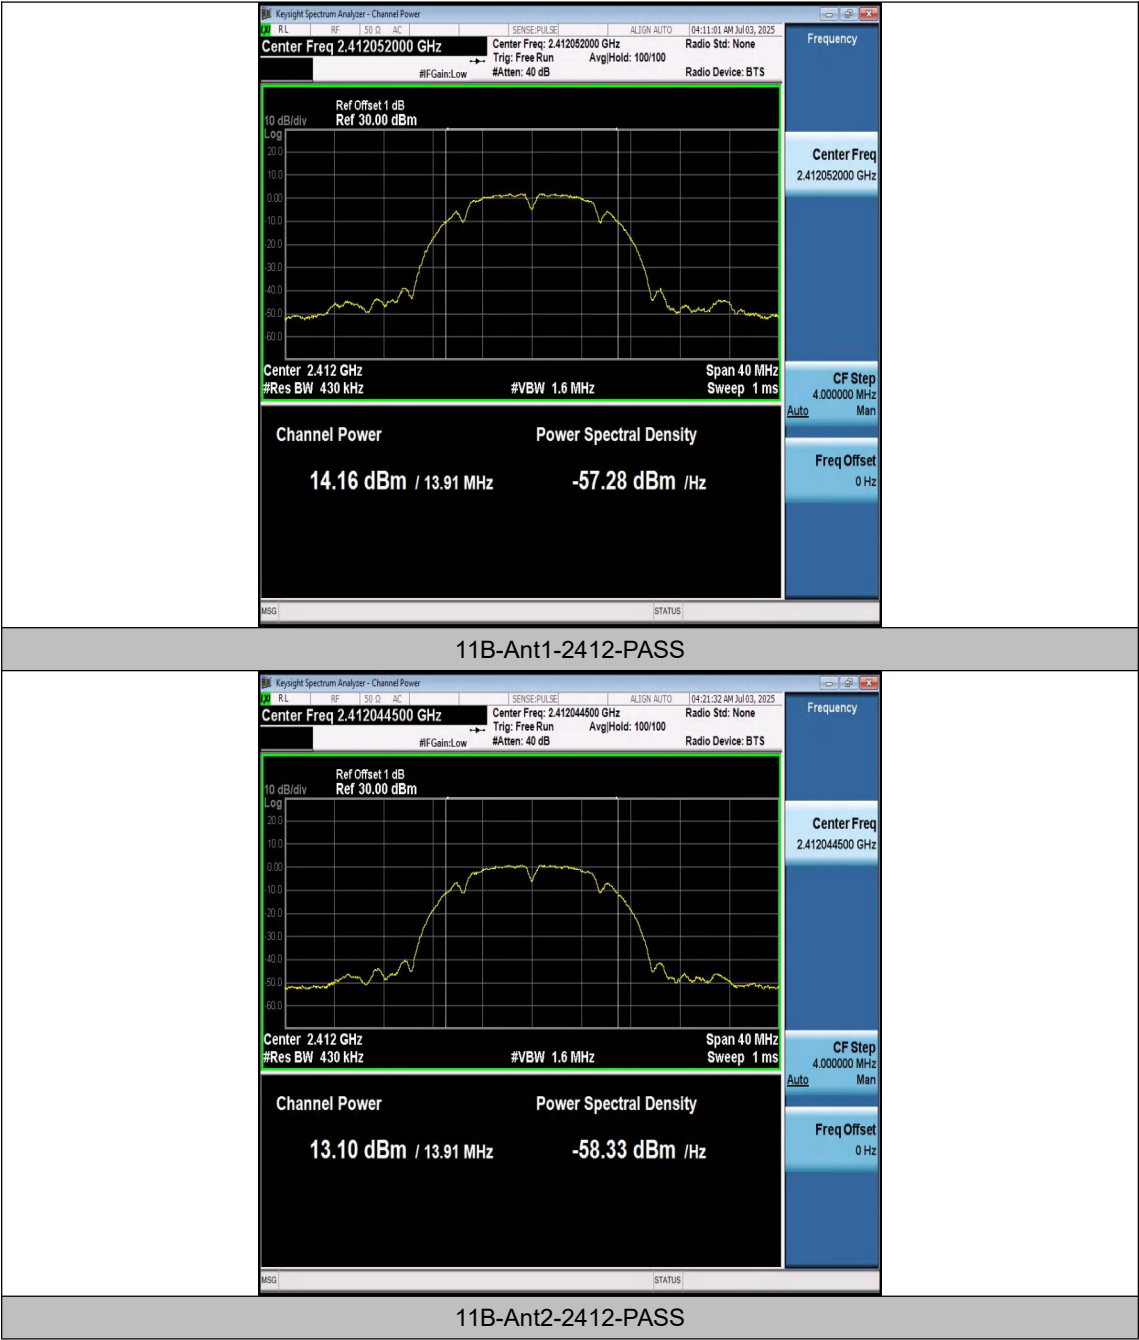 Keysight Spectrum Analyzer - Channel Power
RL RF 50 Ω AC SENSE:PULSE ALIGN AUTO 04:11:01 AM Jul 03, 2025
Center Freq 2.412052000 GHz Center Freq: 2.412052000 GHz Radio Std: None Frequency
Trig: Free Run Avg|Hold: 100/100
#IFGain:Low #Atten: 40 dB Radio Device: BTS
Ref Offset 1 dB
10 dB/div Ref 30.00 dBm
Log
20.0
Center Freq
10.0
2.412052000 GHz
0.00
-10.0
-20.0
-30.0
-40.0
-50.0
-60.0
Center 2.412 GHz Span 40 MHz
#Res BW 430 kHz #VBW 1.6 MHz Sweep 1 ms
CF Step
4.000000 MHz
Auto Man
Channel Power Power Spectral Density
Freq Offset
0 Hz
14.16 dBm / 13.91 MHz -57.28 dBm /Hz
MSG STATUS
11B-Ant1-2412-PASS
Keysight Spectrum Analyzer - Channel Power
RL RF 50 Ω AC SENSE:PULSE ALIGN AUTO 04:21:32 AM Jul 03, 2025
Center Freq 2.412044500 GHz Center Freq: 2.412044500 GHz Radio Std: None Frequency
Trig: Free Run Avg|Hold: 100/100
#IFGain:Low #Atten: 40 dB Radio Device: BTS
Ref Offset 1 dB
10 dB/div Ref 30.00 dBm
Log
20.0
Center Freq
10.0
2.412044500 GHz
0.00
-10.0
-20.0
-30.0
-40.0
-50.0
-60.0
Center 2.412 GHz Span 40 MHz
#Res BW 430 kHz #VBW 1.6 MHz Sweep 1 ms
CF Step
4.000000 MHz
Auto Man
Channel Power Power Spectral Density
Freq Offset
0 Hz
13.10 dBm / 13.91 MHz -58.33 dBm /Hz
MSG STATUS
11B-Ant2-2412-PASS